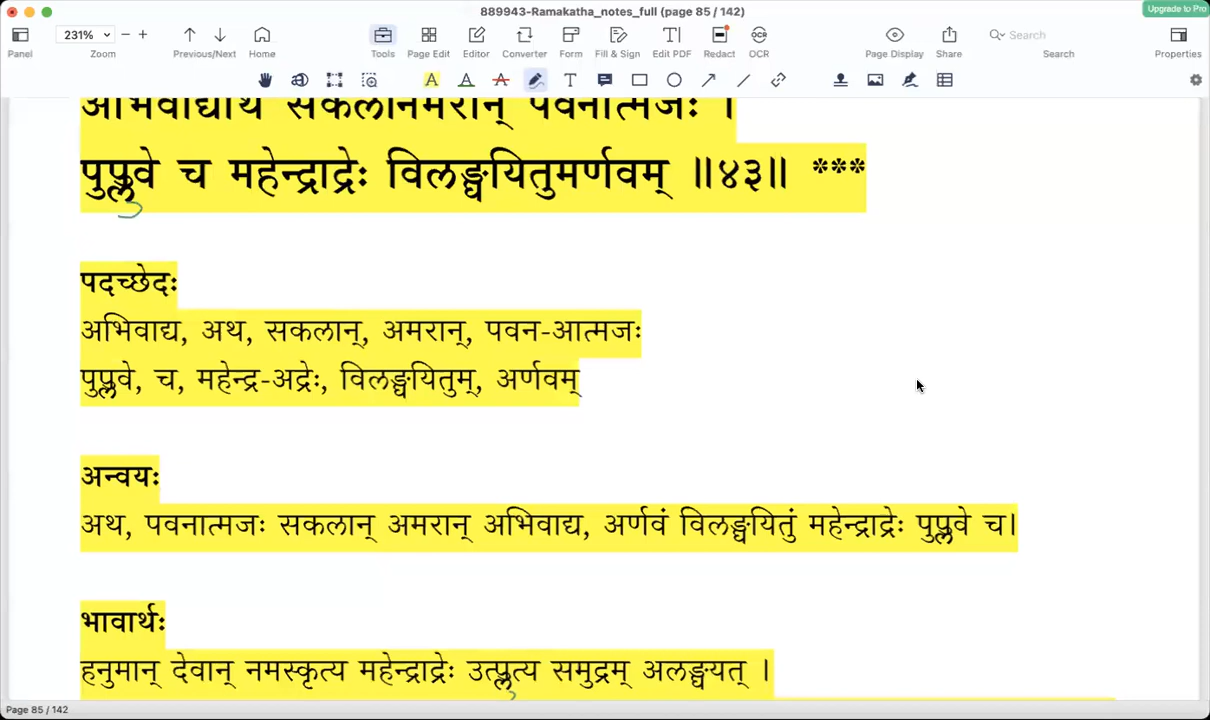 889943-Ramakatha_notes_full (page 85 / 142)
Upgrade to Pro
231%
Panel Zoom Previous/Next Home Tools Page Edit Editor Converter Form Fill & Sign Edit PDF Redact OCR Page Display Share Search Properties
Search
अभिवाद्याथ सकलानमरान् पवनात्मजः ।
पुप्लुवे च महेन्द्राद्रेः विलङ्घयितुमर्णवम् ॥४३॥ ***
पदच्छेदः
अभिवाद्य, अथ, सकलान्, अमरान्, पवन-आत्मजः
पुप्लुवे, च, महेन्द्र-अद्रेः, विलङ्घयितुम्, अर्णवम्
अन्वयः
अथ, पवनात्मजः सकलान् अमरान् अभिवाद्य, अर्णवं विलङ्घयितुं महेन्द्राद्रेः पुप्लुवे च।
भावार्थः
हनुमान् देवान् नमस्कृत्य महेन्द्राद्रेः उत्प्लुत्य समुद्रम् अलङ्घयत् ।
Page 85 / 142